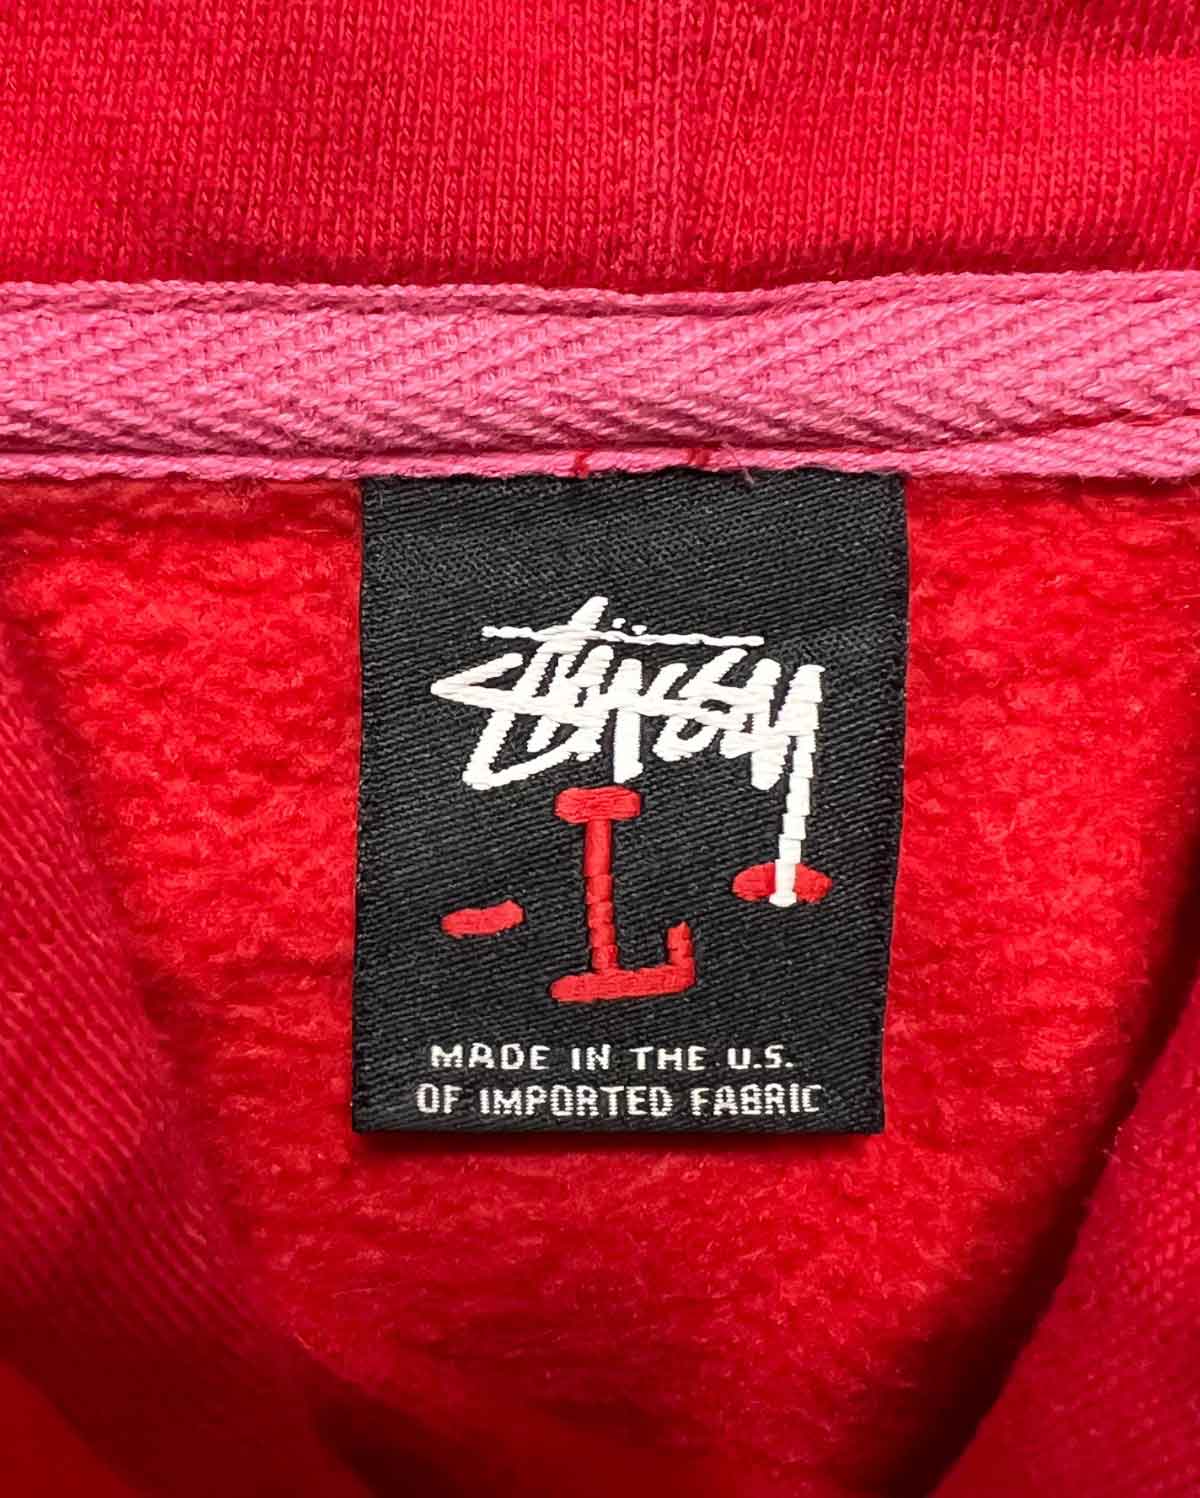 STÜSSY
MADE IN THE U.S.
OF IMPORTED FABRIC